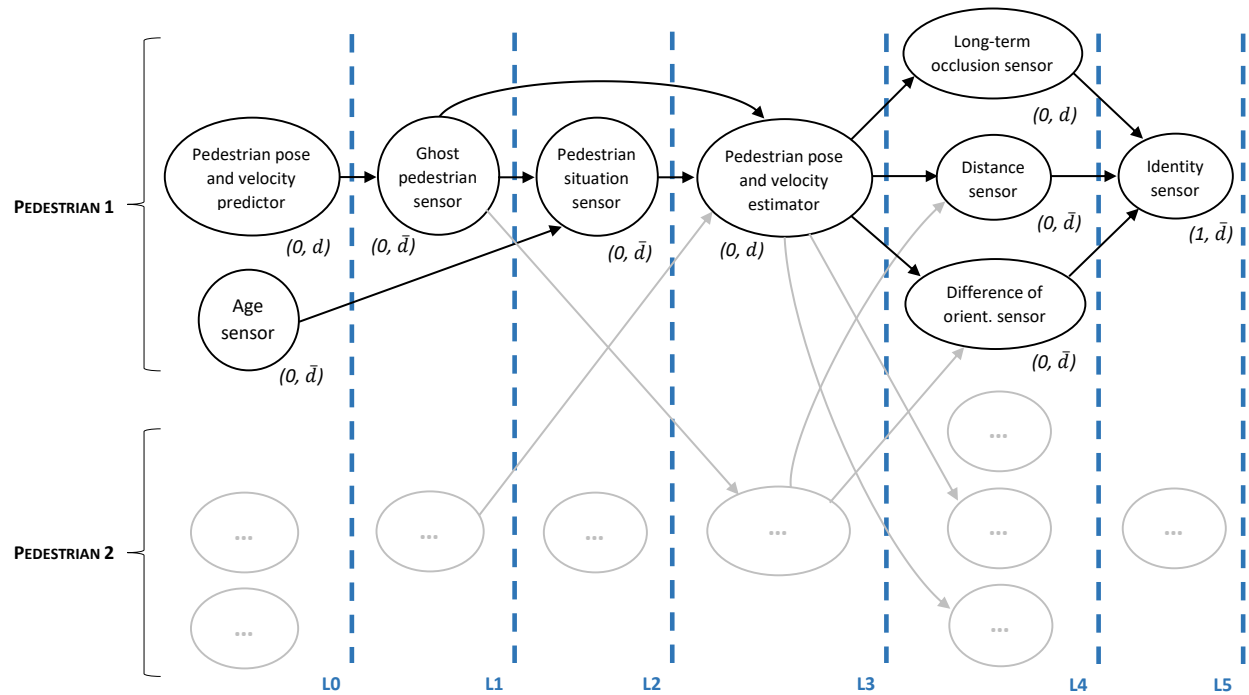 Long-term
occlusion sensor
(0, d)
PEDESTRIAN 1
Pedestrian pose
and velocity
predictor
(0, d)
Ghost
pedestrian
sensor
(0, d̄)
Pedestrian
situation
sensor
(0, d̄)
Pedestrian pose
and velocity
estimator
(0, d)
Distance
sensor
(0, d̄)
Identity
sensor
(1, d̄)
Age
sensor
(0, d̄)
Difference of
orient. sensor
(0, d̄)
PEDESTRIAN 2
...
...
...
...
...
...
...
...
...
L0
L1
L2
L3
L4
L5